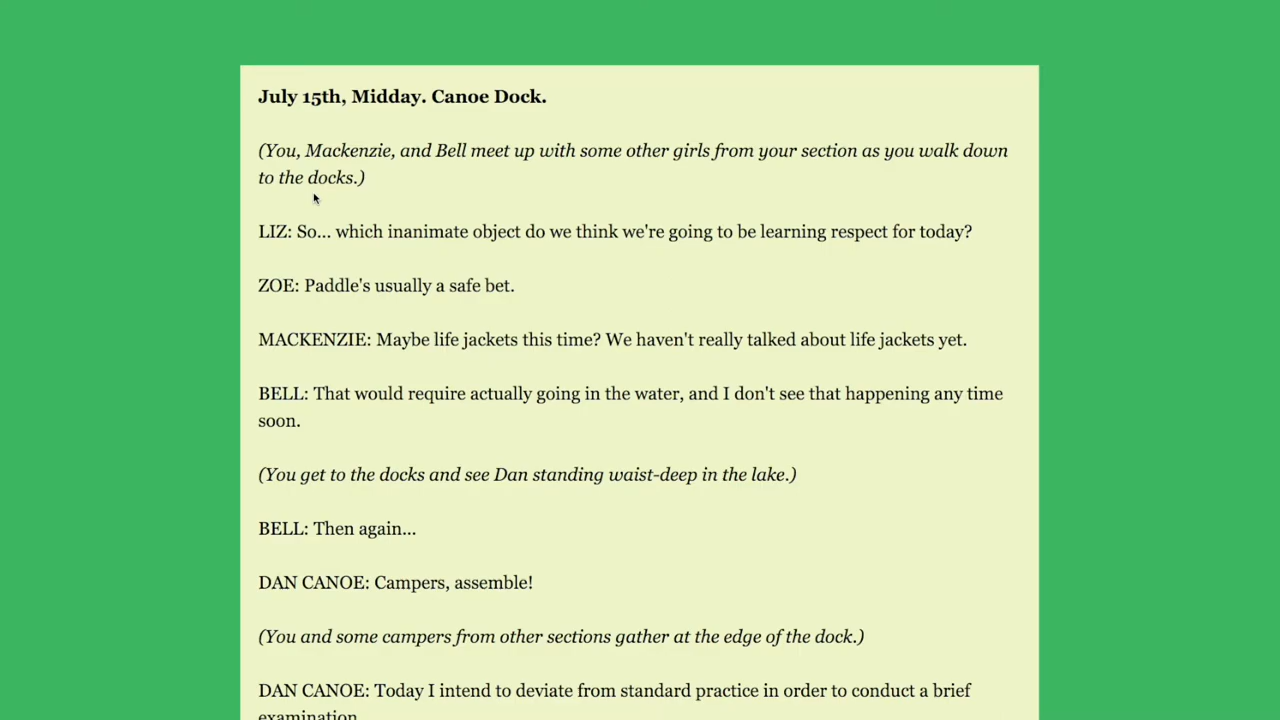 July 15th, Midday. Canoe Dock.
(You, Mackenzie, and Bell meet up with some other girls from your section as you walk down
to the docks.)
LIZ: So... which inanimate object do we think we're going to be learning respect for today?
ZOE: Paddle's usually a safe bet.
MACKENZIE: Maybe life jackets this time? We haven't really talked about life jackets yet.
BELL: That would require actually going in the water, and I don't see that happening any time
soon.
(You get to the docks and see Dan standing waist-deep in the lake.)
BELL: Then again...
DAN CANOE: Campers, assemble!
(You and some campers from other sections gather at the edge of the dock.)
DAN CANOE: Today I intend to deviate from standard practice in order to conduct a brief
examination.